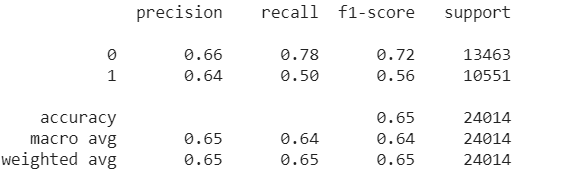 precision recall f1-score support
0 0.66 0.78 0.72 13463
1 0.64 0.50 0.56 10551
accuracy 0.65 24014
macro avg 0.65 0.64 0.64 24014
weighted avg 0.65 0.65 0.65 24014